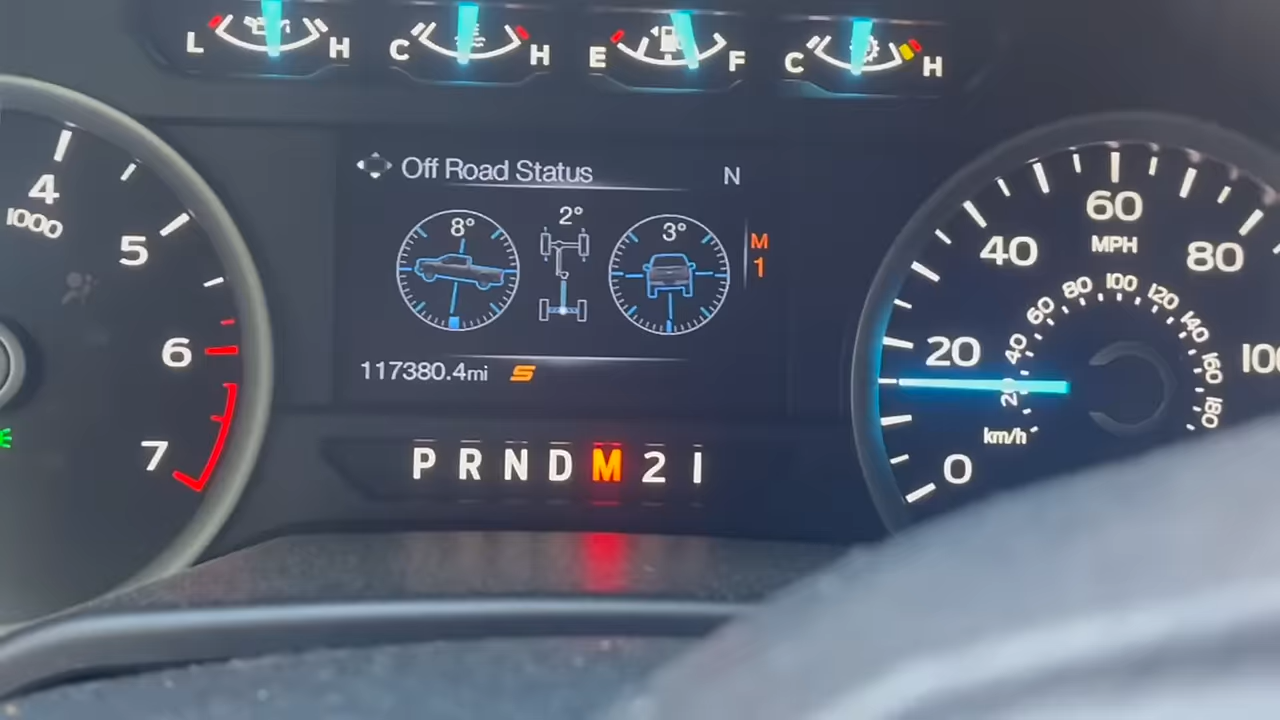 L H
C H
E F
C H
4
1000
5
6
7
Off Road Status N
8° 2° 3°
M
1
117380.4mi S
P R N D M 2 1
0
20
40
60
80
100
MPH
20
40
60
80
100
120
140
160
180
km/h